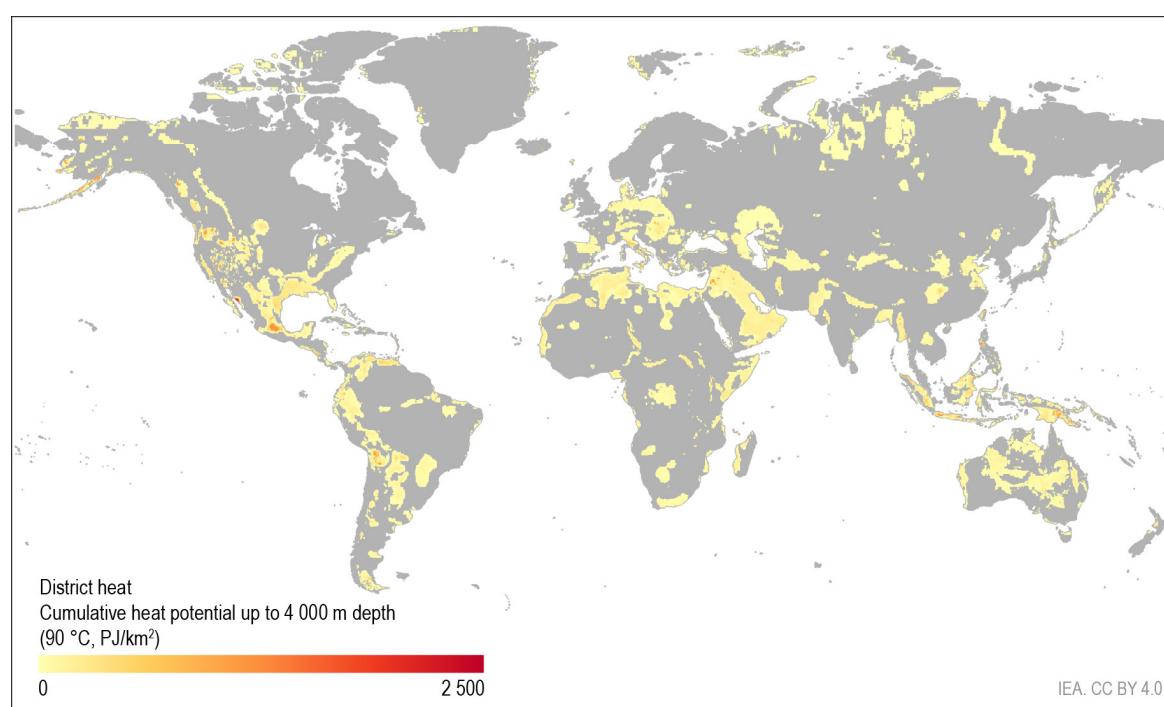 District heat
Cumulative heat potential up to 4 000 m depth
(90 °C, PJ/km²)
0 2 500
IEA. CC BY 4.0